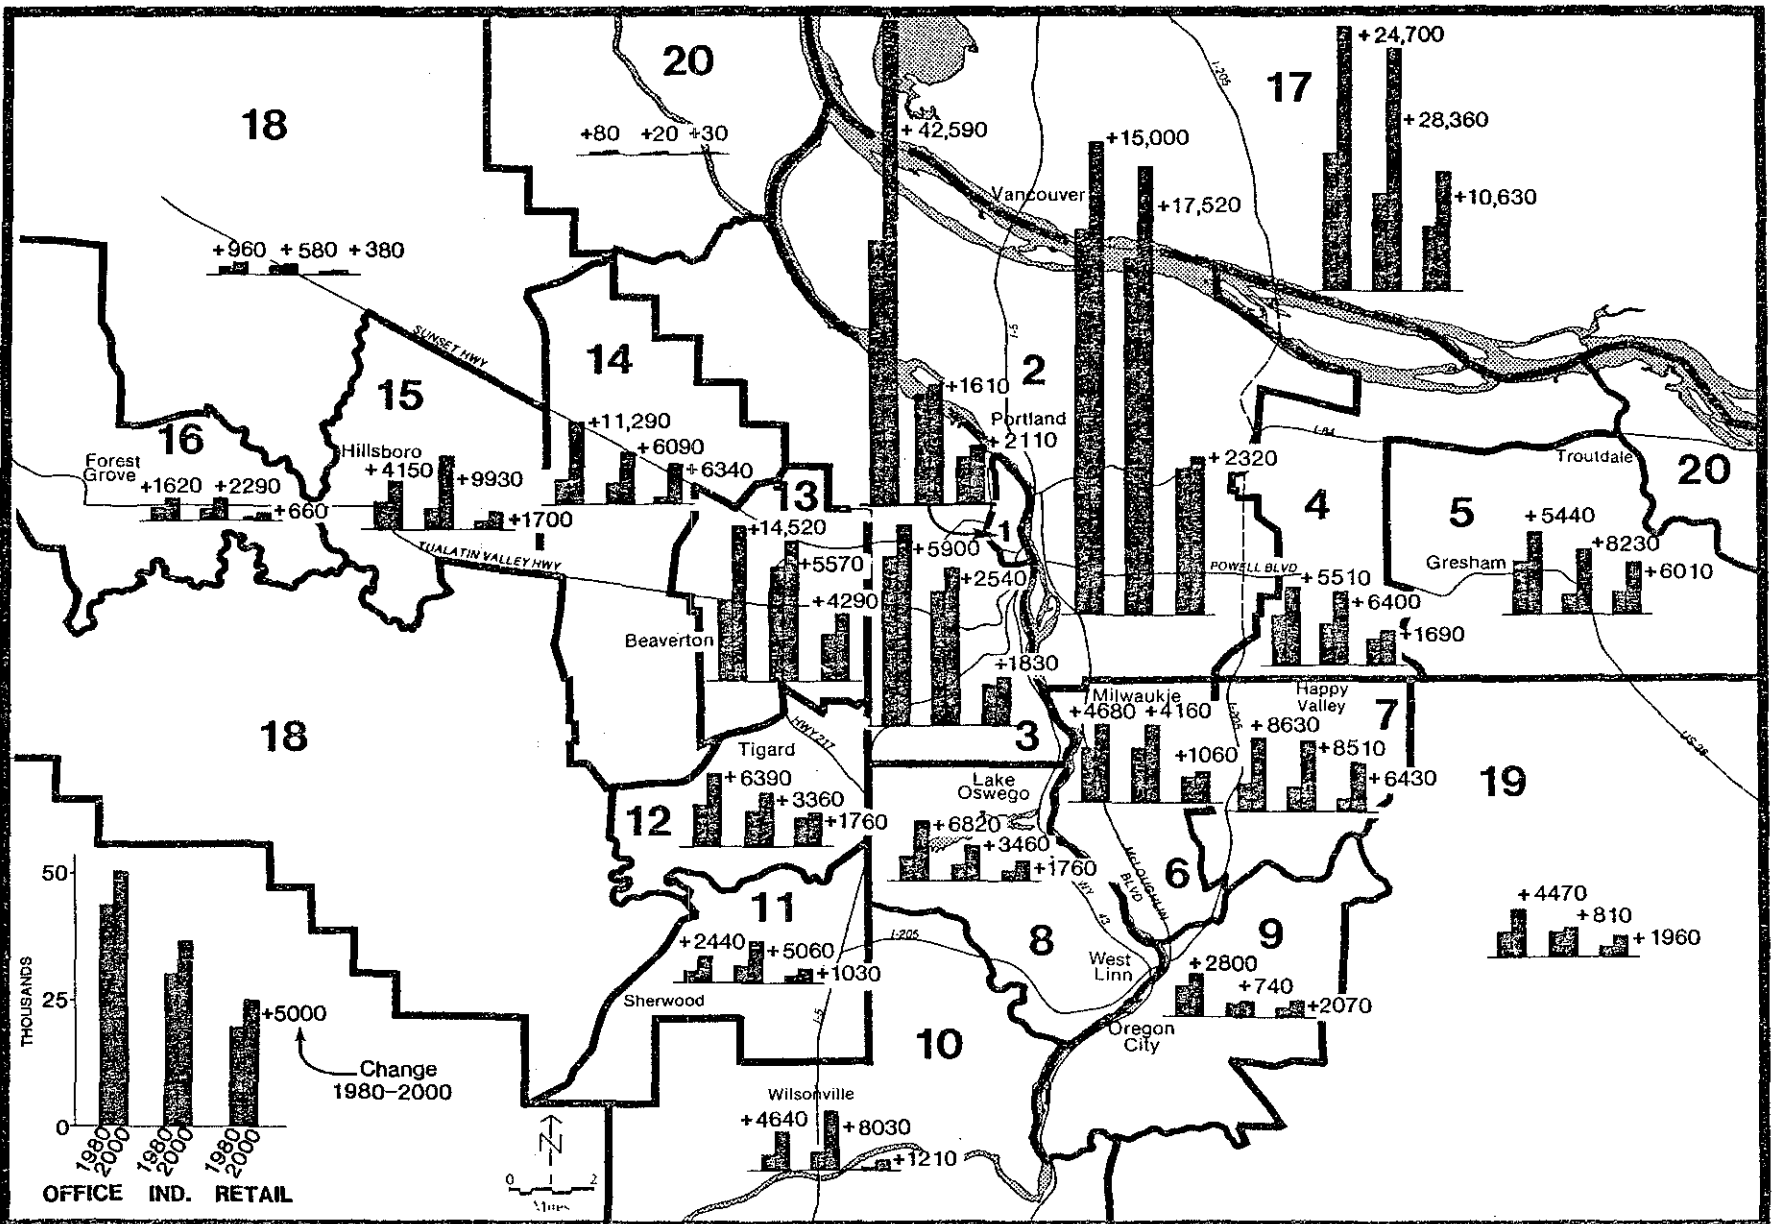 20
17
18
+24,700
+28,360
+10,630
+80 +20 +30
+42,590
+15,000
+17,520
Vancouver
I-205
+960 +580 +380
SUNSET HWY
14
15
16
I-5
2
+1610
Portland
+2110
+11,290
+6090
+6340
Hillsboro
+4150
+9930
+1700
Forest
Grove
+1620 +2290
+660
13
+14,520
+5570
+4290
1
+5900
+2540
+1830
+2320
I-84
4
5
Troutdale
20
TUALATIN VALLEY HWY
POWELL BLVD
Gresham
+5440
+8230
+6010
+5510
+6400
+1690
Beaverton
18
HWY 217
3
Milwaukie
+4680 +4160
+1060
I-205
Happy
Valley
7
+8630
+8510
+6430
US-26
19
Tigard
+6390
+3360
+1760
12
Lake
Oswego
+6820
+3460
+1760
HWY 43
McLOUGHLIN
BLVD
6
11
+2440
+5060
+1030
Sherwood
I-205
I-5
8
West
Linn
9
+2800
+740
+2070
Oregon
City
+4470
+810
+1960
10
Wilsonville
+4640
+8030
+1210
THOUSANDS
50
25
0
+5000
Change
1980-2000
1980 2000 1980 2000 1980 2000
OFFICE IND. RETAIL
N
0 2
Miles